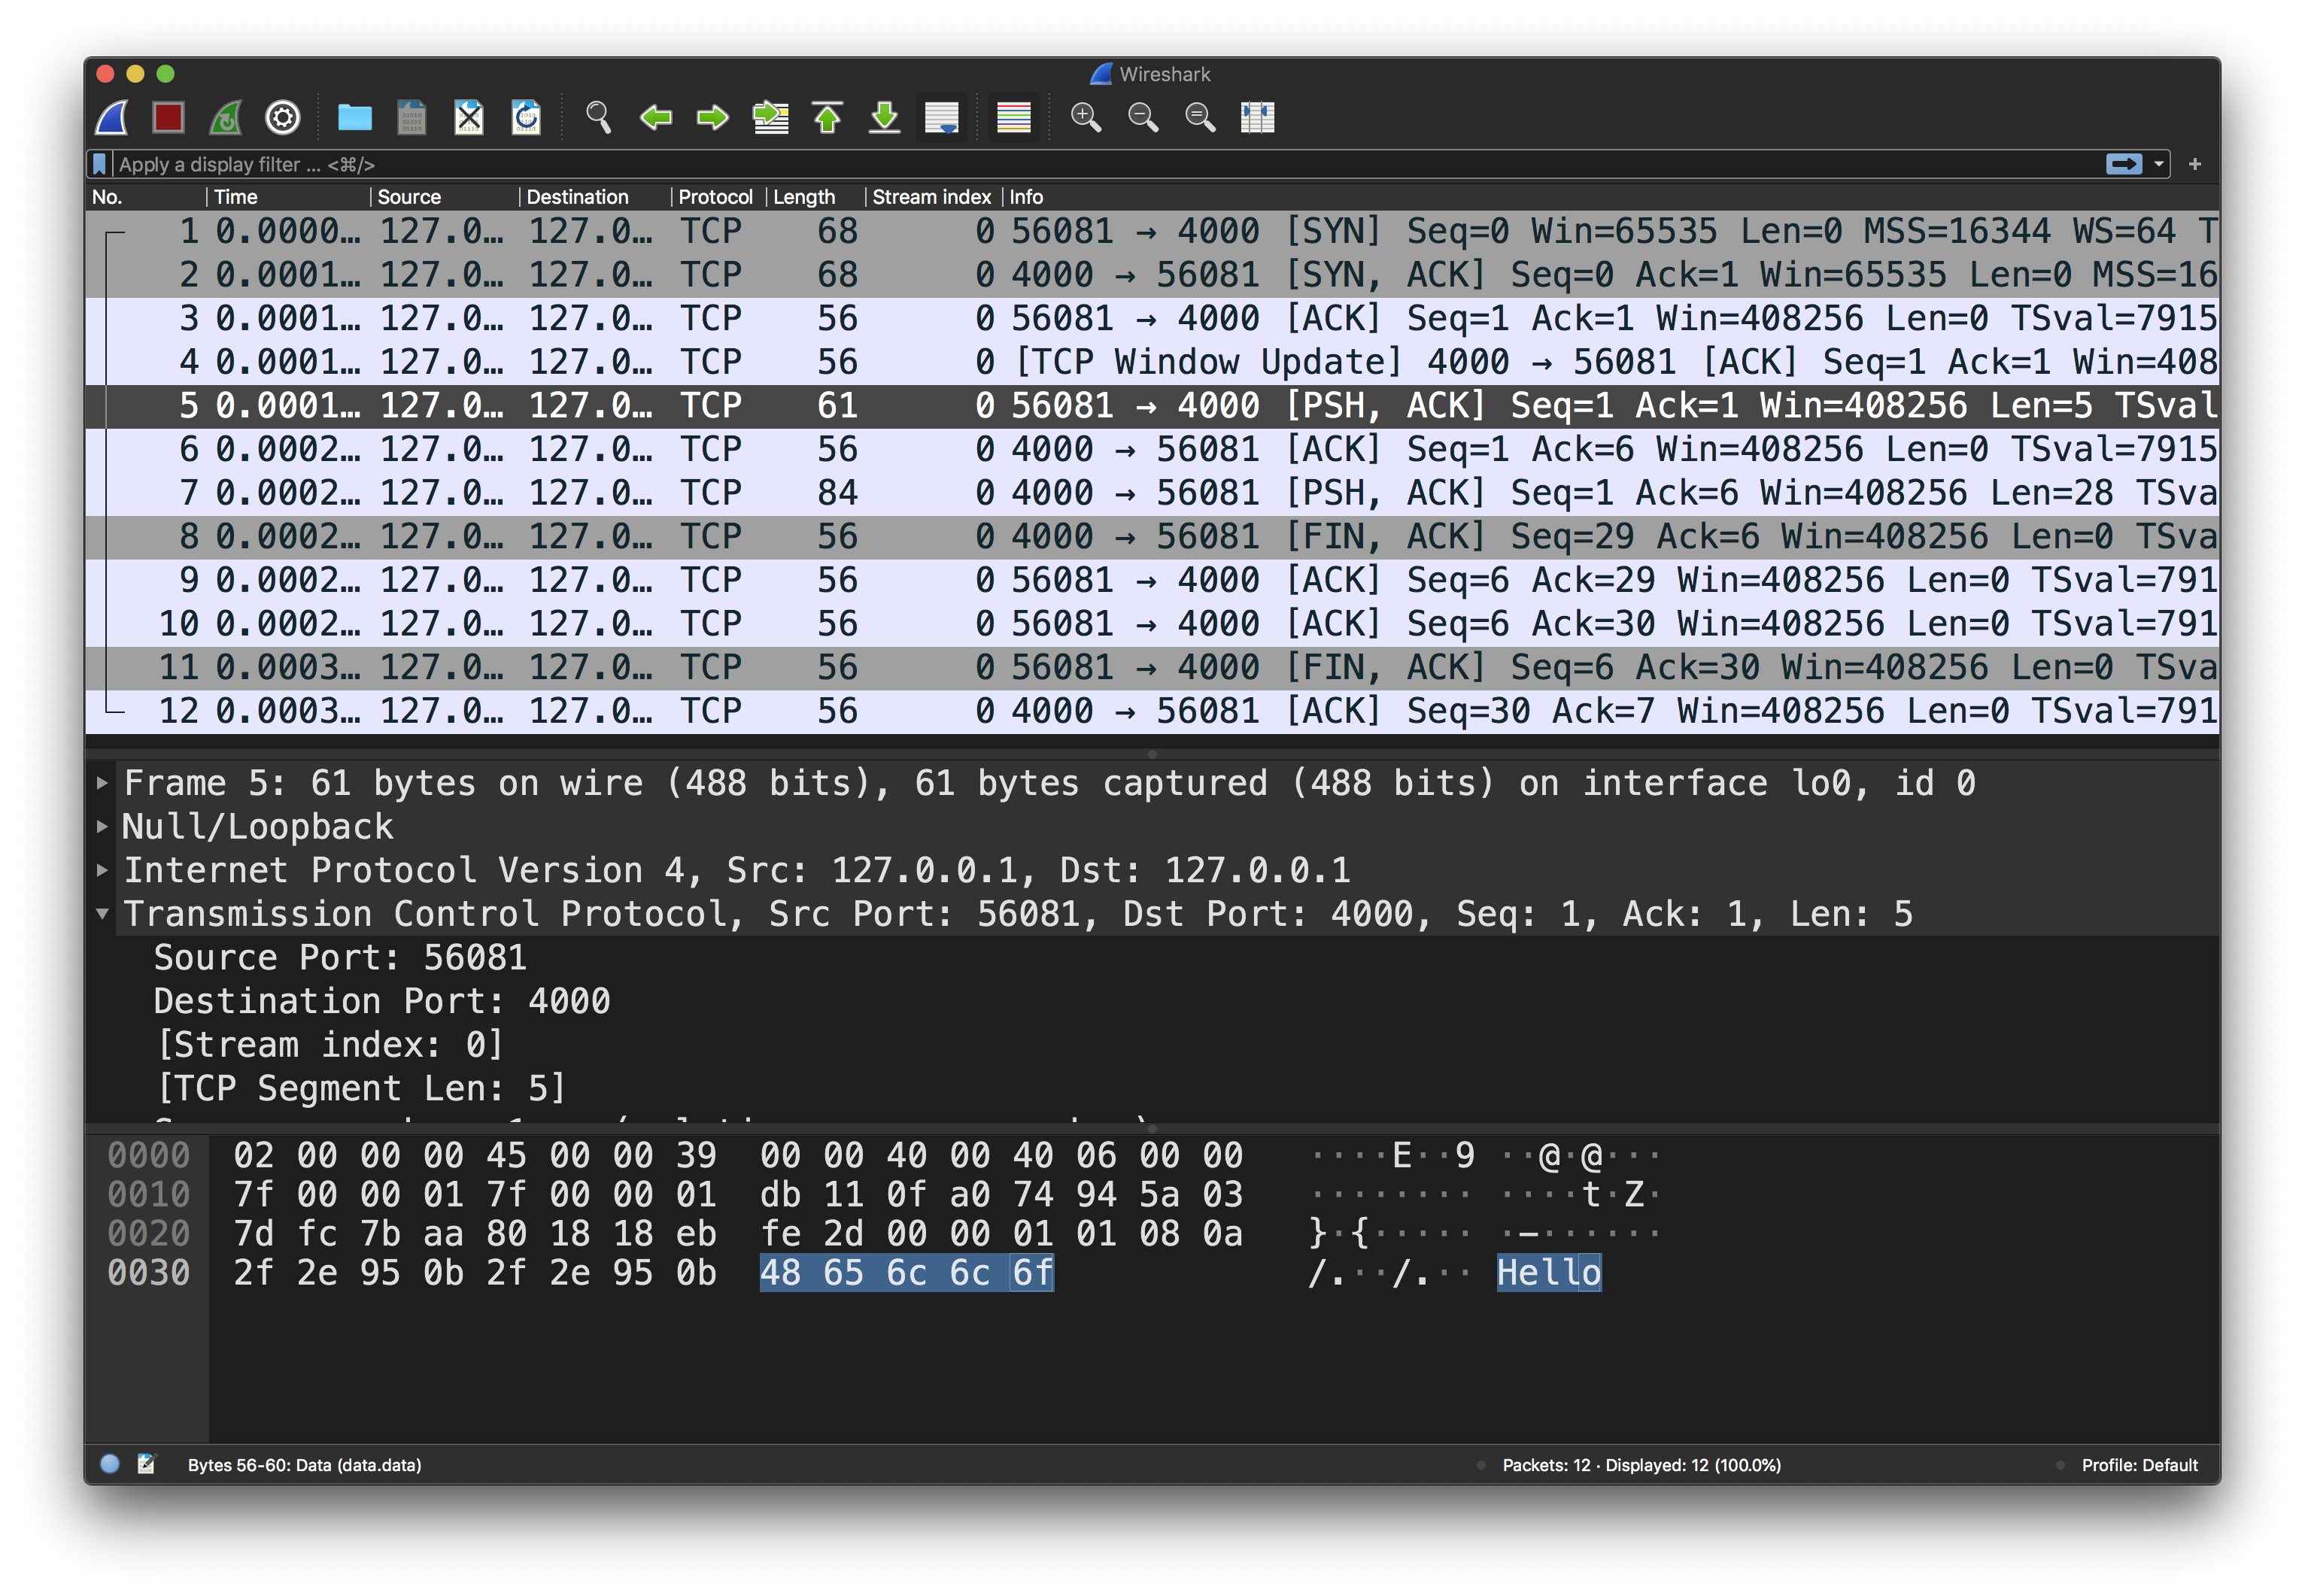 Wireshark
Apply a display filter ... <⌘/>
+
No. Time Source Destination Protocol Length Stream index Info
1 0.0000… 127.0… 127.0… TCP 68 0 56081 → 4000 [SYN] Seq=0 Win=65535 Len=0 MSS=16344 WS=64 T
2 0.0001… 127.0… 127.0… TCP 68 0 4000 → 56081 [SYN, ACK] Seq=0 Ack=1 Win=65535 Len=0 MSS=16
3 0.0001… 127.0… 127.0… TCP 56 0 56081 → 4000 [ACK] Seq=1 Ack=1 Win=408256 Len=0 TSval=7915
4 0.0001… 127.0… 127.0… TCP 56 0 [TCP Window Update] 4000 → 56081 [ACK] Seq=1 Ack=1 Win=408
5 0.0001… 127.0… 127.0… TCP 61 0 56081 → 4000 [PSH, ACK] Seq=1 Ack=1 Win=408256 Len=5 TSval
6 0.0002… 127.0… 127.0… TCP 56 0 4000 → 56081 [ACK] Seq=1 Ack=6 Win=408256 Len=0 TSval=7915
7 0.0002… 127.0… 127.0… TCP 84 0 4000 → 56081 [PSH, ACK] Seq=1 Ack=6 Win=408256 Len=28 TSva
8 0.0002… 127.0… 127.0… TCP 56 0 4000 → 56081 [FIN, ACK] Seq=29 Ack=6 Win=408256 Len=0 TSva
9 0.0002… 127.0… 127.0… TCP 56 0 56081 → 4000 [ACK] Seq=6 Ack=29 Win=408256 Len=0 TSval=791
10 0.0002… 127.0… 127.0… TCP 56 0 56081 → 4000 [ACK] Seq=6 Ack=30 Win=408256 Len=0 TSval=791
11 0.0003… 127.0… 127.0… TCP 56 0 56081 → 4000 [FIN, ACK] Seq=6 Ack=30 Win=408256 Len=0 TSva
12 0.0003… 127.0… 127.0… TCP 56 0 4000 → 56081 [ACK] Seq=30 Ack=7 Win=408256 Len=0 TSval=791
Frame 5: 61 bytes on wire (488 bits), 61 bytes captured (488 bits) on interface lo0, id 0
Null/Loopback
Internet Protocol Version 4, Src: 127.0.0.1, Dst: 127.0.0.1
Transmission Control Protocol, Src Port: 56081, Dst Port: 4000, Seq: 1, Ack: 1, Len: 5
Source Port: 56081
Destination Port: 4000
[Stream index: 0]
[TCP Segment Len: 5]
0000 02 00 00 00 45 00 00 39 00 00 40 00 40 06 00 00 ····E··9 ··@·@···
0010 7f 00 00 01 7f 00 00 01 db 11 0f a0 74 94 5a 03 ········ ····t·Z·
0020 7d fc 7b aa 80 18 18 eb fe 2d 00 00 01 01 08 0a }·{····· ·-······
0030 2f 2e 95 0b 2f 2e 95 0b 48 65 6c 6c 6f /.··/.·· Hello
Bytes 56-60: Data (data.data) Packets: 12 · Displayed: 12 (100.0%) Profile: Default